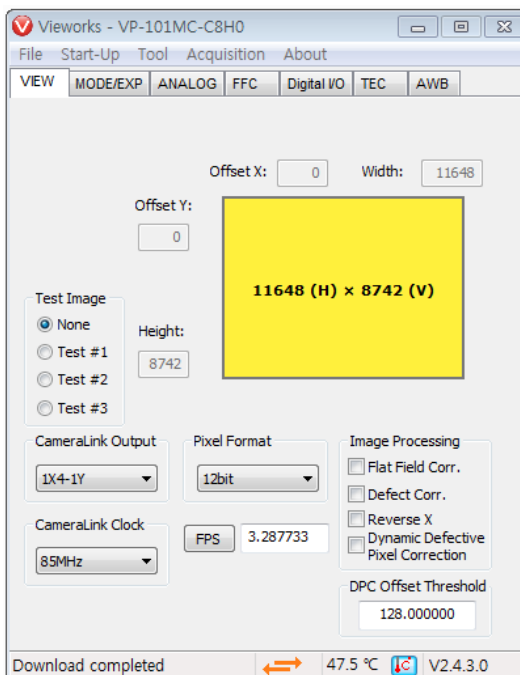 Vieworks - VP-101MC-C8H0
File Start-Up Tool Acquisition About
VIEW MODE/EXP ANALOG FFC Digital I/O TEC AWB
Offset X: 0 Width: 11648
Offset Y:
0
11648 (H) × 8742 (V)
Test Image
None
Test #1
Test #2
Test #3
Height:
8742
CameraLink Output
1X4-1Y
Pixel Format
12bit
Image Processing
Flat Field Corr.
Defect Corr.
Reverse X
Dynamic Defective
Pixel Correction
CameraLink Clock
85MHz
FPS 3.287733
DPC Offset Threshold
128.000000
Download completed 47.5 ℃ C V2.4.3.0